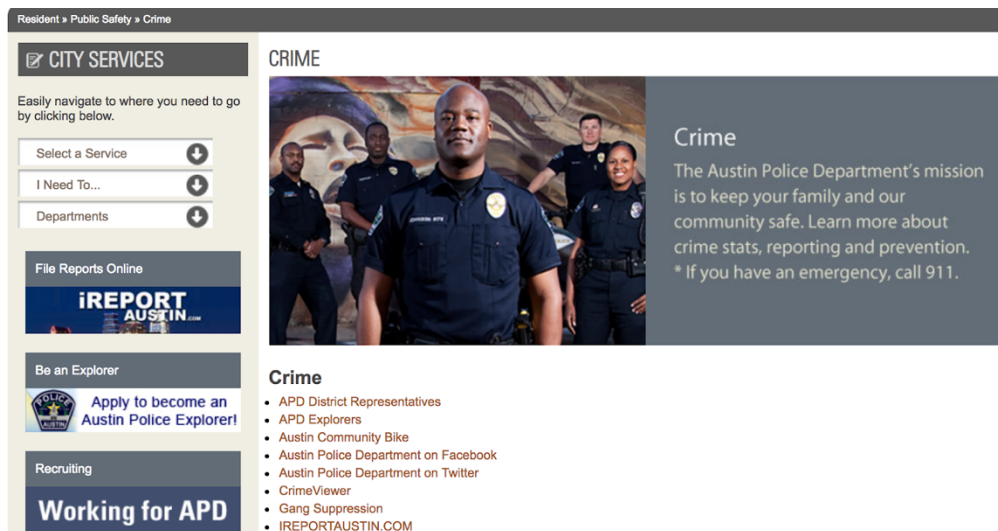 Resident » Public Safety » Crime
CITY SERVICES
Easily navigate to where you need to go
by clicking below.
Select a Service
I Need To...
Departments
File Reports Online
iREPORT
AUSTIN.COM
Be an Explorer
POLICE
AUSTIN
Apply to become an
Austin Police Explorer!
Recruiting
Working for APD
CRIME
Crime
The Austin Police Department's mission
is to keep your family and our
community safe. Learn more about
crime stats, reporting and prevention.
* If you have an emergency, call 911.
Crime
APD District Representatives
APD Explorers
Austin Community Bike
Austin Police Department on Facebook
Austin Police Department on Twitter
CrimeViewer
Gang Suppression
IREPORTAUSTIN.COM